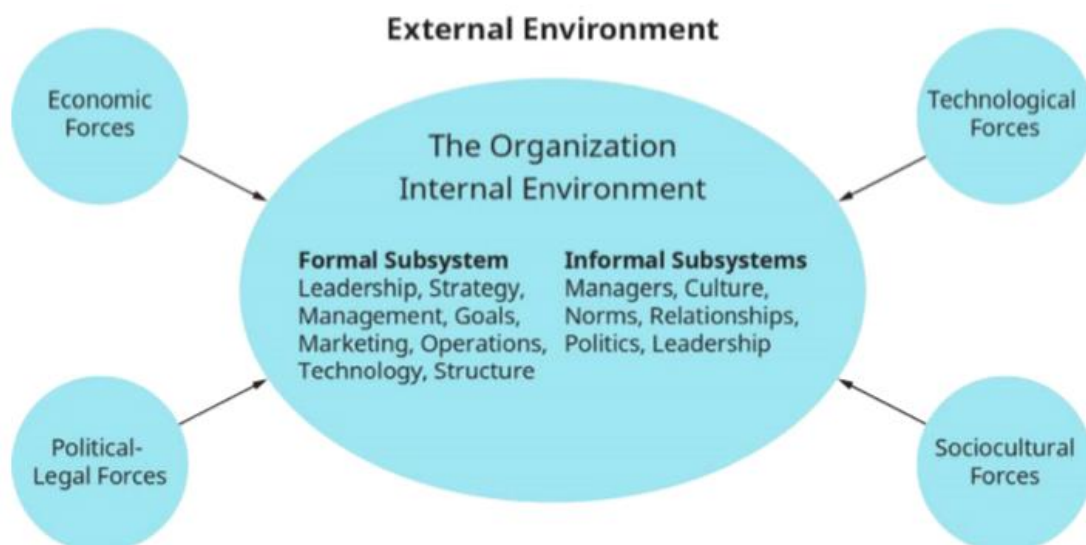 External Environment
Economic
Forces
Technological
Forces
The Organization
Internal Environment
Formal Subsystem
Leadership, Strategy,
Management, Goals,
Marketing, Operations,
Technology, Structure
Informal Subsystems
Managers, Culture,
Norms, Relationships,
Politics, Leadership
Political-
Legal Forces
Sociocultural
Forces